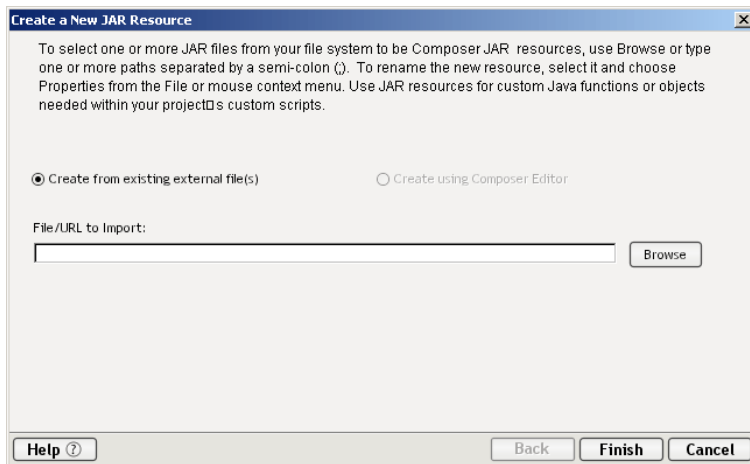 Create a New JAR Resource
To select one or more JAR files from your file system to be Composer JAR  resources, use Browse or type
one or more paths separated by a semi-colon (;).  To rename the new resource, select it and choose
Properties from the File or mouse context menu. Use JAR resources for custom Java functions or objects
needed within your project□s custom scripts.
Create from existing external file(s)
Create using Composer Editor
File/URL to Import:
Browse
Help ?
Back
Finish
Cancel